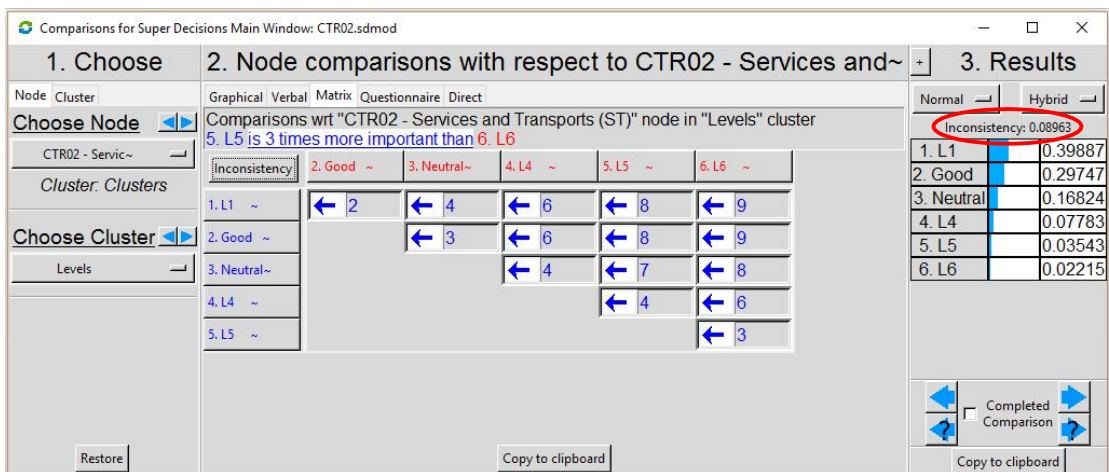 Comparisons for Super Decisions Main Window: CTR02.sdmod
1. Choose
2. Node comparisons with respect to CTR02 - Services and~
+ 3. Results
Node Cluster
Graphical Verbal Matrix Questionnaire Direct
Normal Hybrid
Choose Node
Comparisons wrt "CTR02 - Services and Transports (ST)" node in "Levels" cluster
5. L5 is 3 times more important than 6. L6
Inconsistency: 0.08963
CTR02 - Servic~
Cluster: Clusters
Choose Cluster
Levels
Inconsistency 2. Good ~ 3. Neutral~ 4. L4 ~ 5. L5 ~ 6. L6 ~
1. L1 ~ 2 4 6 8 9
2. Good ~ 3 6 8 9
3. Neutral~ 4 7 8
4. L4 ~ 4 6
5. L5 ~ 3
1. L1 0.39887
2. Good 0.29747
3. Neutral 0.16824
4. L4 0.07783
5. L5 0.03543
6. L6 0.02215
Completed
Comparison
? ?
Restore
Copy to clipboard
Copy to clipboard